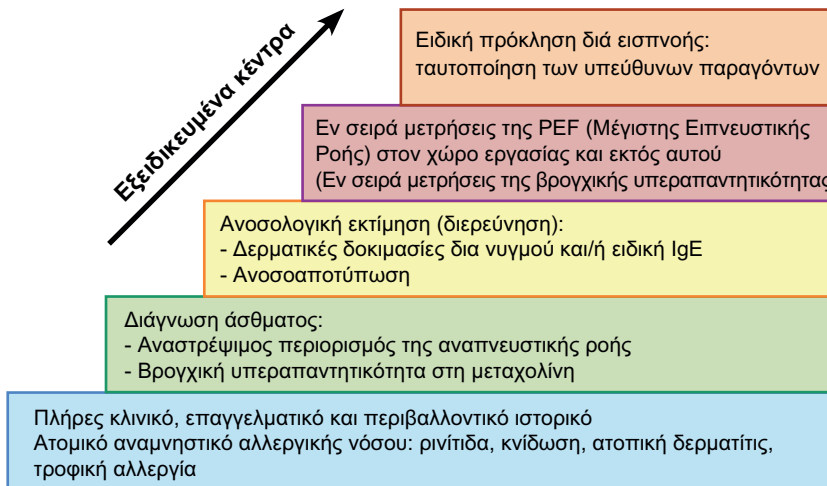 Εξειδικευμένα κέντρα
Ειδική πρόκληση διά εισπνοής:
ταυτοποίηση των υπεύθυνων παραγόντων
Εν σειρά μετρήσεις της PEF (Μέγιστης Ειπνευστικής
Ροής) στον χώρο εργασίας και εκτός αυτού
(Εν σειρά μετρήσεις της βρογχικής υπεραπαντητικότητας
Ανοσολογική εκτίμηση (διερεύνηση):
- Δερματικές δοκιμασίες δια νυγμού και/ή ειδική IgE
- Ανοσοαποτύπωση
Διάγνωση άσθματος:
- Αναστρέψιμος περιορισμός της αναπνευστικής ροής
- Βρογχική υπεραπαντητικότητα στη μεταχολίνη
Πλήρες κλινικό, επαγγελματικό και περιβαλλοντικό ιστορικό
Ατομικό αναμνηστικό αλλεργικής νόσου: ρινίτιδα, κνίδωση, ατοπική δερματίτις,
τροφική αλλεργία